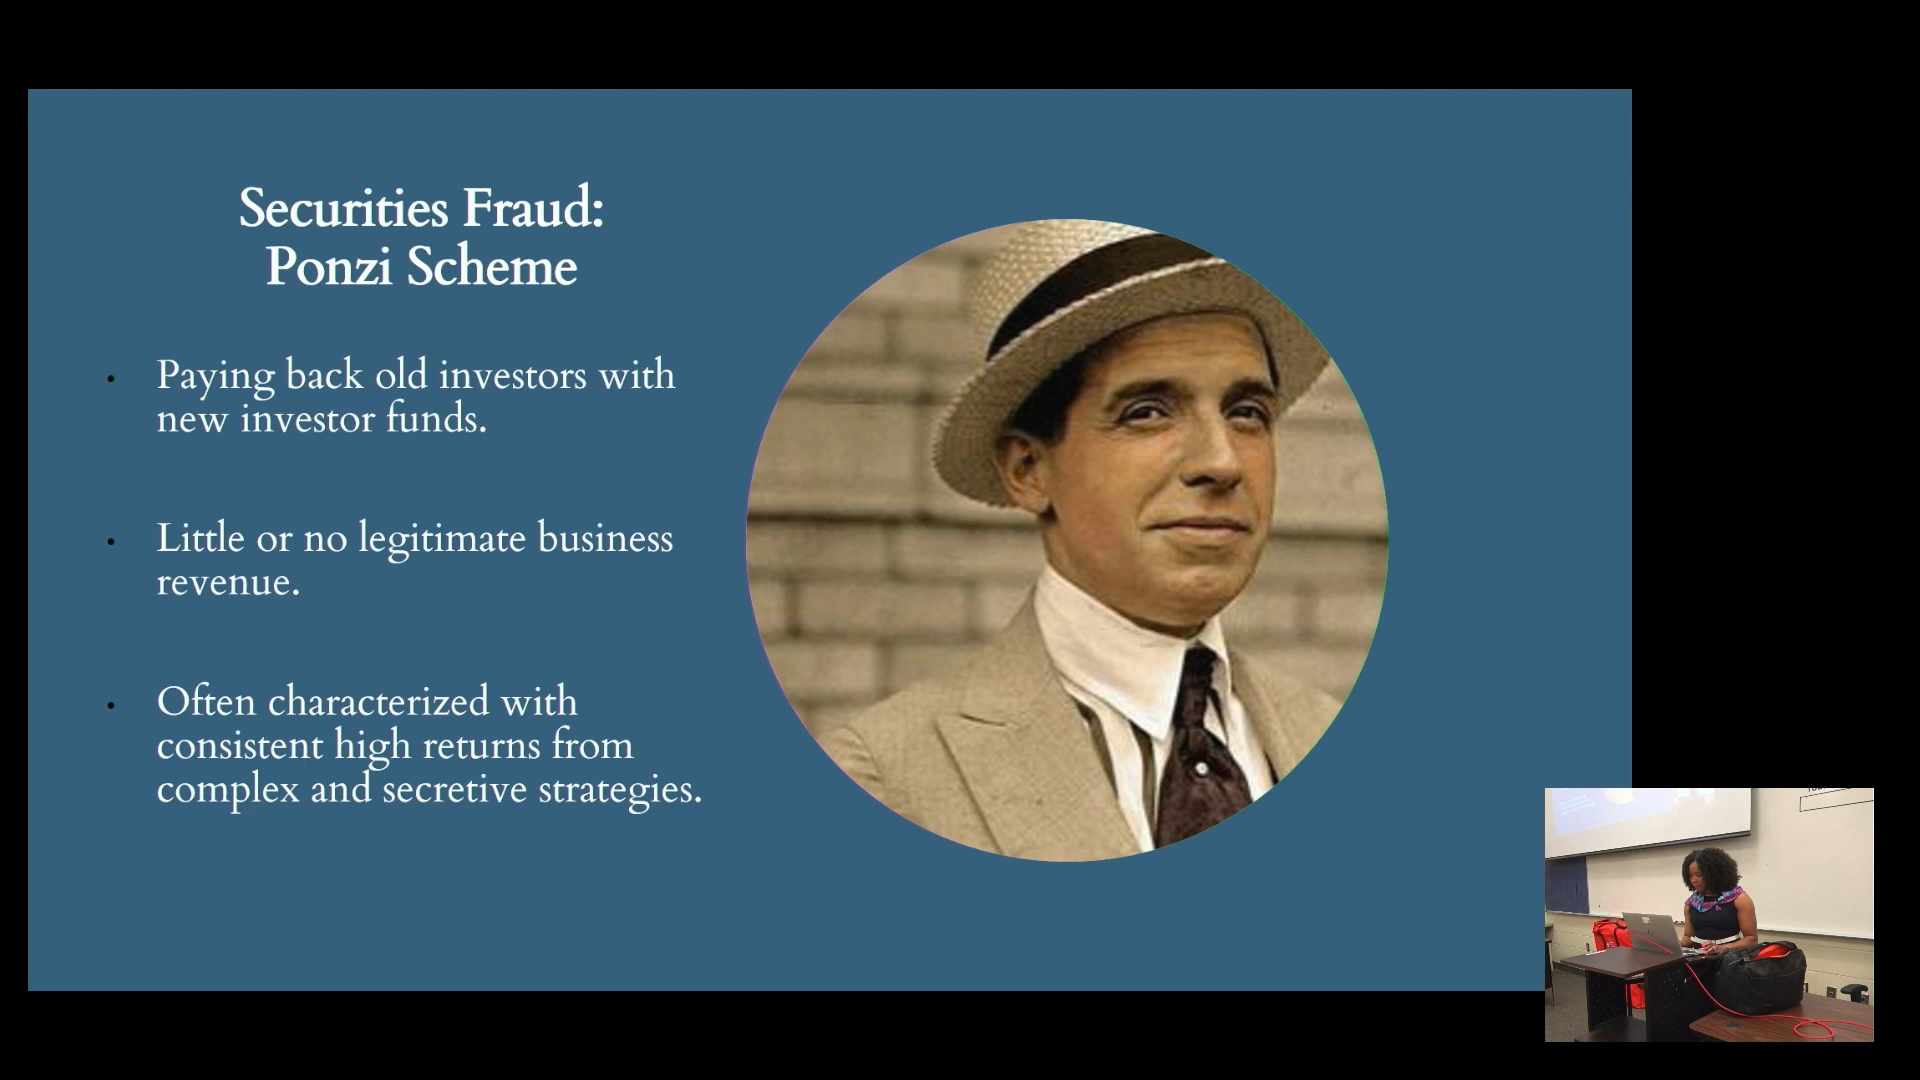 Securities Fraud:
Ponzi Scheme
Paying back old investors with
new investor funds.
Little or no legitimate business
revenue.
Often characterized with
consistent high returns from
complex and secretive strategies.